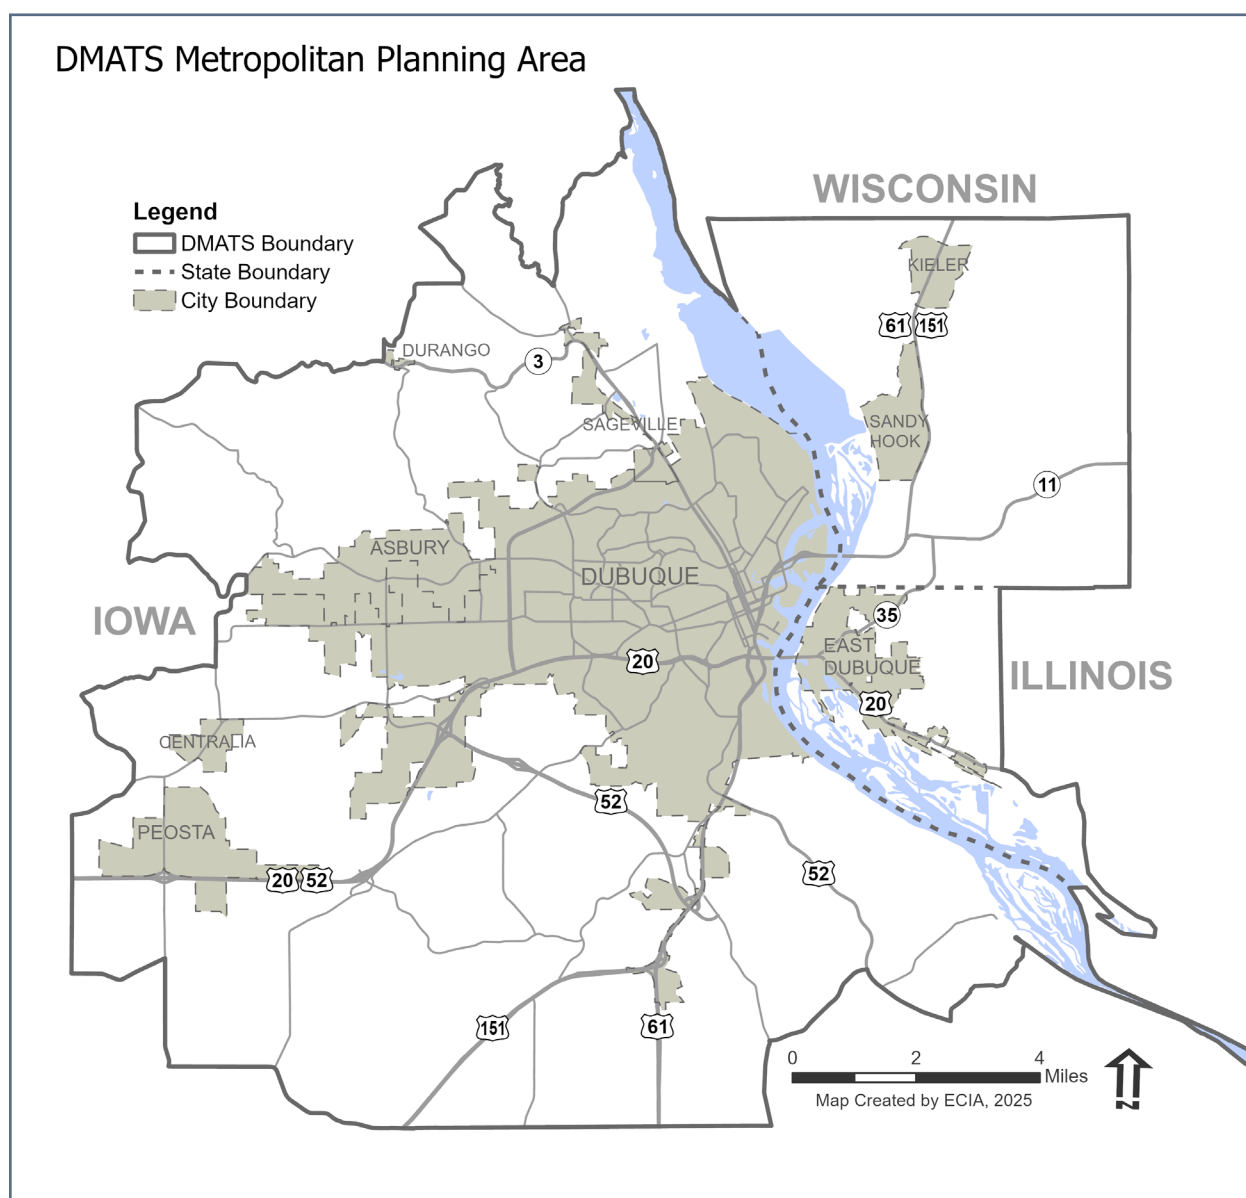 DMATS Metropolitan Planning Area
WISCONSIN
Legend
DMATS Boundary
State Boundary
City Boundary
KIELER
61 151
DURANGO
3
SAGEVILLE
SANDY
HOOK
11
ASBURY
DUBUQUE
IOWA
35
EAST
DUBUQUE
20
ILLINOIS
20
CENTRALIA
52
PEOSTA
20 52
52
151
61
0 2 4
Miles
Map Created by ECIA, 2025
N